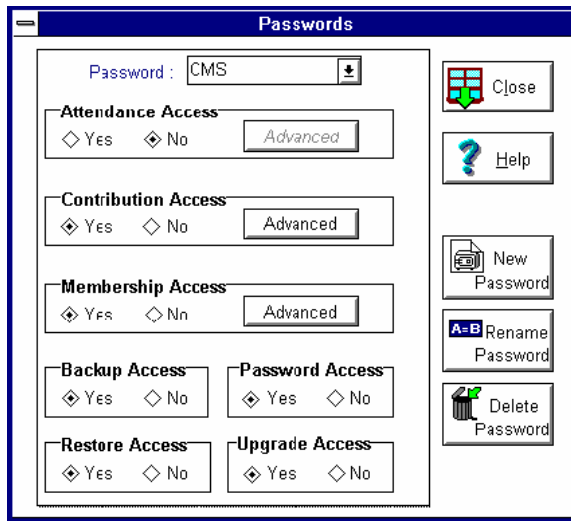 Passwords
Password : CMS
Close
Attendance Access
Yes No Advanced
Help
Contribution Access
Yes No Advanced
New Password
Membership Access
Yes No Advanced
A=B Rename Password
Backup Access Password Access
Yes No Yes No
Delete Password
Restore Access Upgrade Access
Yes No Yes No